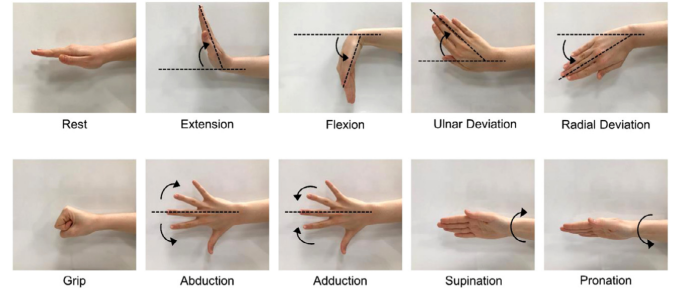 Rest
Extension
Flexion
Ulnar Deviation
Radial Deviation
Grip
Abduction
Adduction
Supination
Pronation